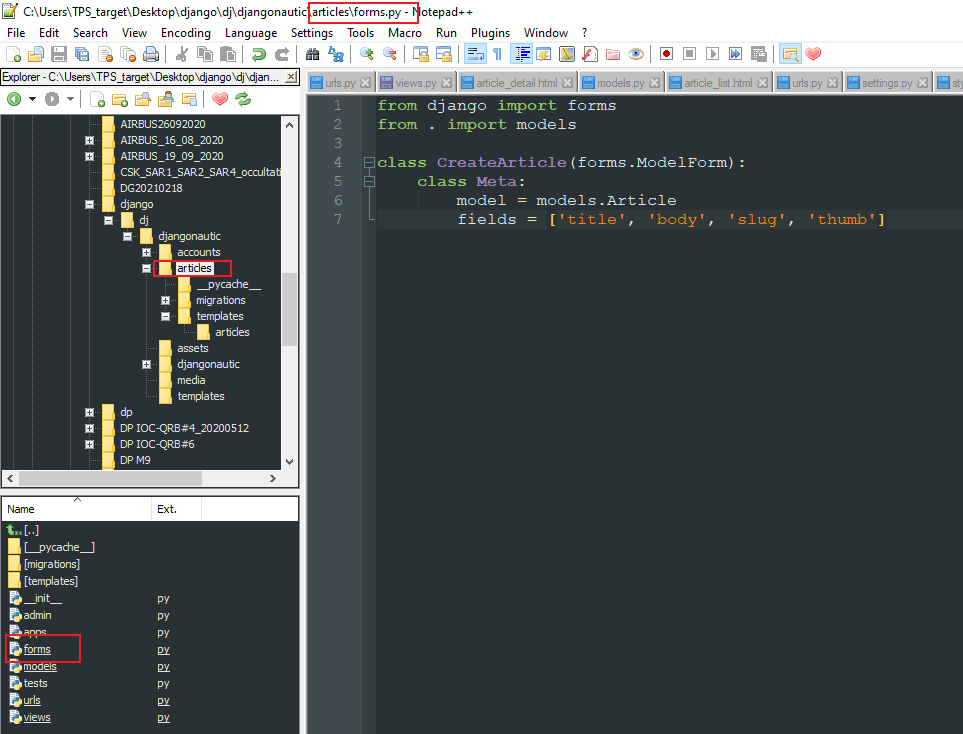 C:\Users\TPS_target\Desktop\django\dj\djangonautic\articles\forms.py - Notepad++
File Edit Search View Encoding Language Settings Tools Macro Run Plugins Window ?
Explorer - C:\Users\TPS_target\Desktop\django\dj\djan...
urls.py views.py article_detail.html models.py article_list.html urls.py settings.py sty
AIRBUS26092020
AIRBUS_16_08_2020
AIRBUS_19_09_2020
CSK_SAR1_SAR2_SAR4_occultati
DG20210218
django
dj
djangonautic
accounts
articles
__pycache__
migrations
templates
articles
assets
djangonautic
media
templates
dp
DP IOC-QRB#4_20200512
DP IOC-QRB#6
DP M9
Name Ext.
[..]
[__pycache__]
[migrations]
[templates]
__init__ py
admin py
apps py
forms py
models py
tests py
urls py
views py
1 from django import forms
2 from . import models
3
4 class CreateArticle(forms.ModelForm):
5 class Meta:
6 model = models.Article
7 fields = ['title', 'body', 'slug', 'thumb']